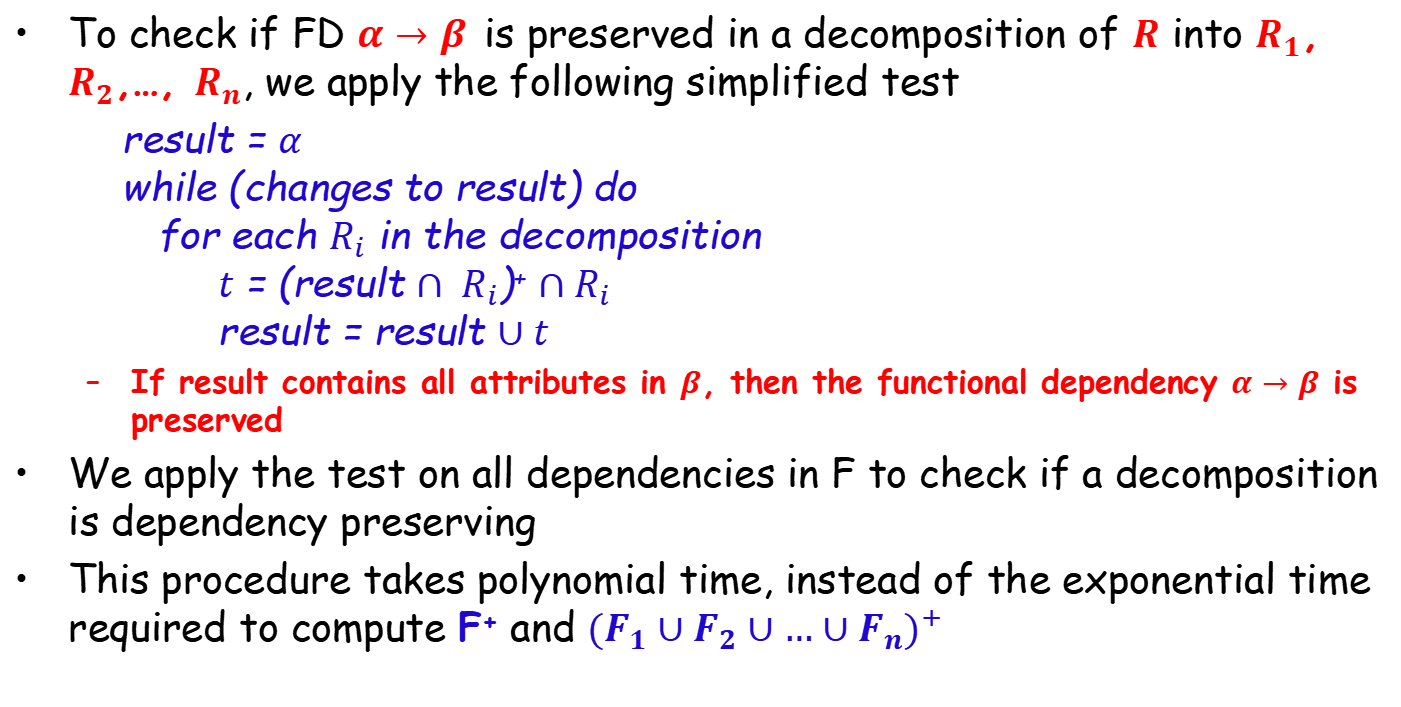 • To check if FD α → β is preserved in a decomposition of R into R₁,
R₂,…, Rₙ, we apply the following simplified test
result = α
while (changes to result) do
for each Rᵢ in the decomposition
t = (result ∩ Rᵢ)⁺ ∩ Rᵢ
result = result ∪ t
– If result contains all attributes in β, then the functional dependency α → β is
preserved
• We apply the test on all dependencies in F to check if a decomposition
is dependency preserving
• This procedure takes polynomial time, instead of the exponential time
required to compute F⁺ and (F₁ ∪ F₂ ∪ … ∪ Fₙ)⁺